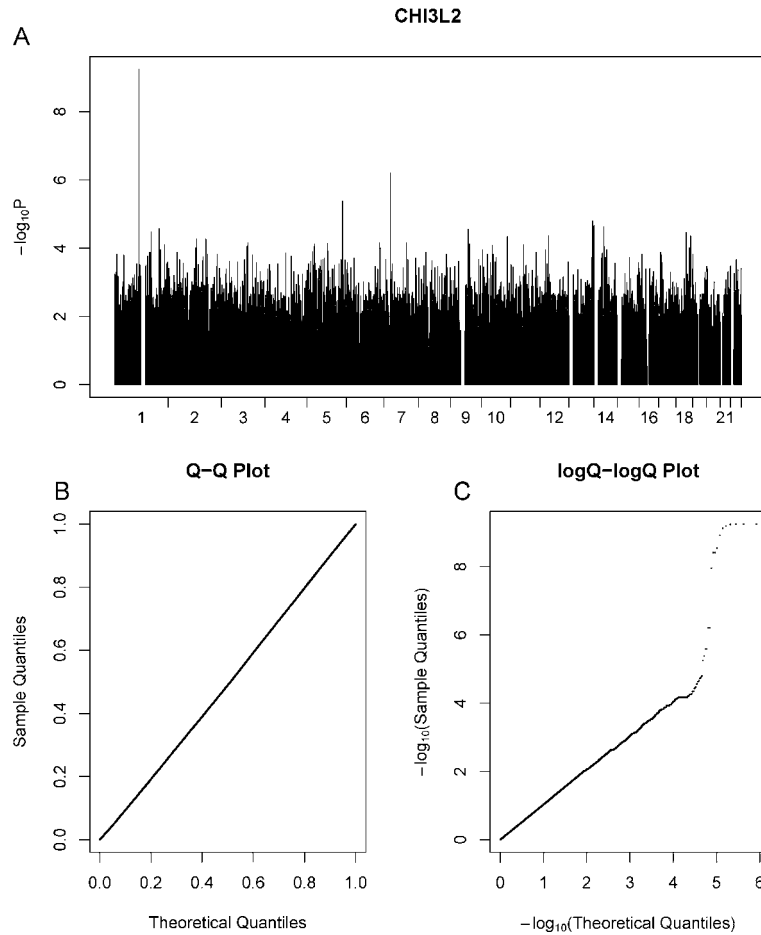 CHI3L2
A
−log10P
8
6
4
2
0
1 2 3 4 5 6 7 8 9 10 12 14 16 18 21
B
Q−Q Plot
Sample Quantiles
1.0
0.8
0.6
0.4
0.2
0.0
0.0 0.2 0.4 0.6 0.8 1.0
Theoretical Quantiles
C
logQ−logQ Plot
−log10(Sample Quantiles)
8
6
4
2
0
0 1 2 3 4 5 6
−log10(Theoretical Quantiles)